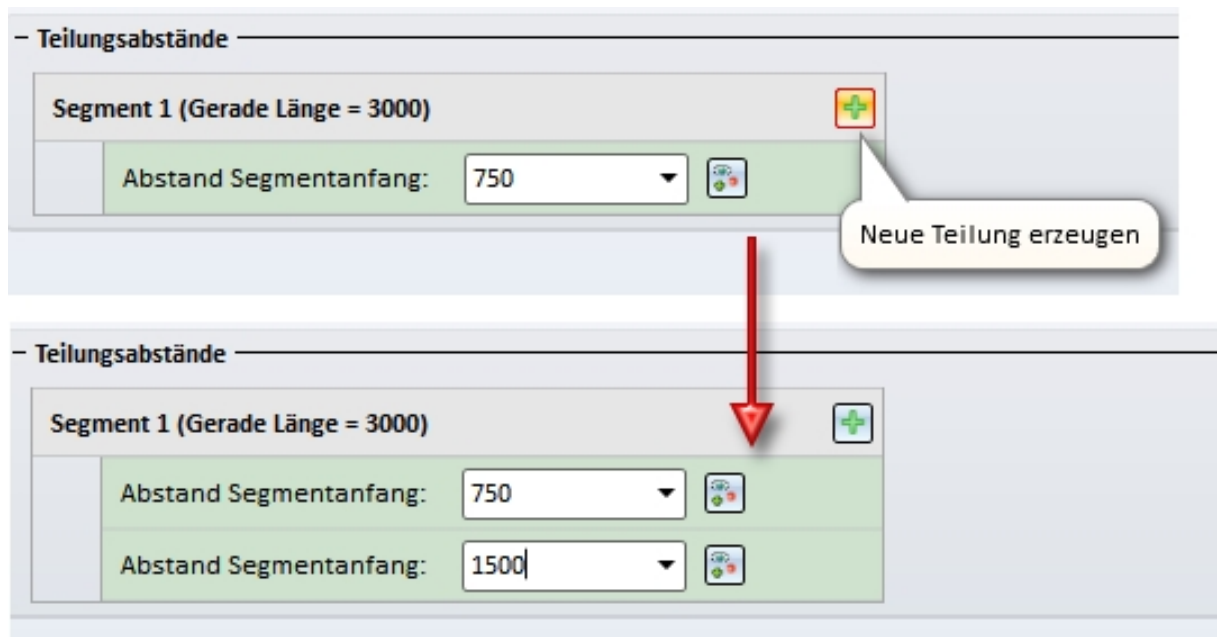 Teilungsabstände
Segment 1 (Gerade Länge = 3000)
Abstand Segmentanfang: 750
Neue Teilung erzeugen
Teilungsabstände
Segment 1 (Gerade Länge = 3000)
Abstand Segmentanfang: 750
Abstand Segmentanfang: 1500